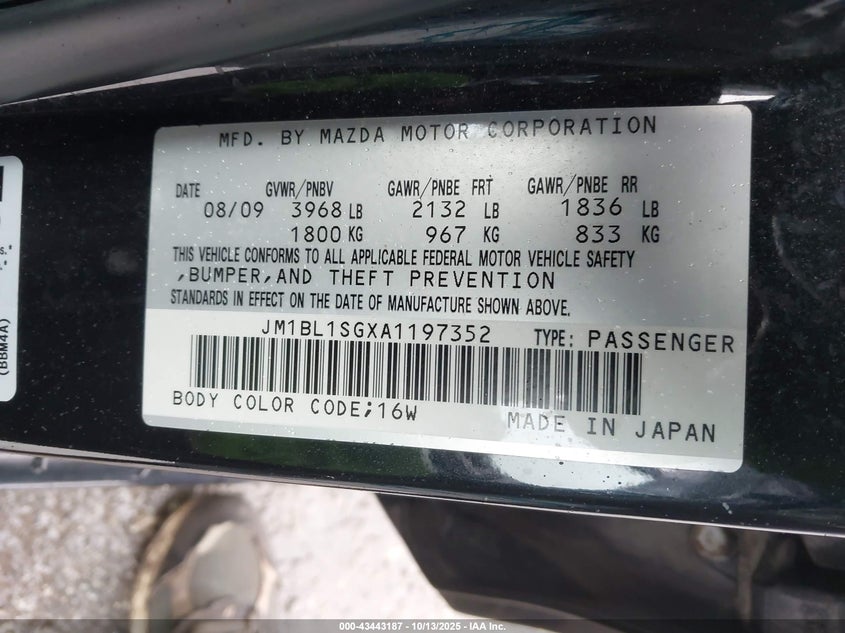 MFD. BY MAZDA MOTOR CORPORATION
DATE GVWR/PNBV GAWR/PNBE FRT GAWR/PNBE RR
08/09 3968 LB 2132 LB 1836 LB
1800 KG 967 KG 833 KG
THIS VEHICLE CONFORMS TO ALL APPLICABLE FEDERAL MOTOR VEHICLE SAFETY
,BUMPER,AND THEFT PREVENTION
STANDARDS IN EFFECT ON THE DATE OF MANUFACTURE SHOWN ABOVE.
JM1BL1SGXA1197352 TYPE: PASSENGER
BODY COLOR CODE;16W MADE IN JAPAN
(BBM4A)
000-43443187 - 10/13/2025 - IAA Inc.